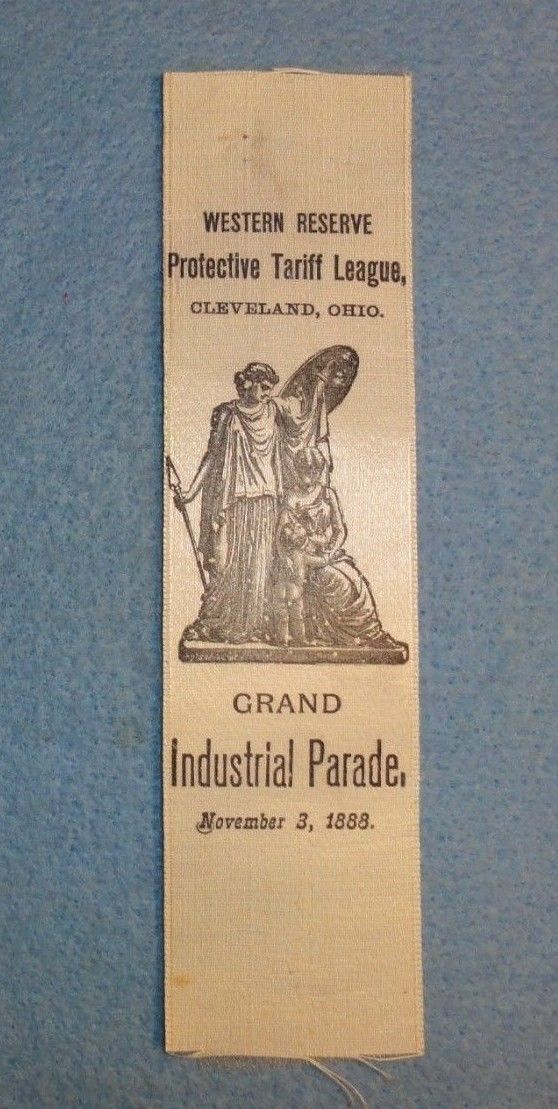 WESTERN RESERVE
Protective Tariff League,
CLEVELAND, OHIO.
GRAND
Industrial Parade.
November 3, 1888.